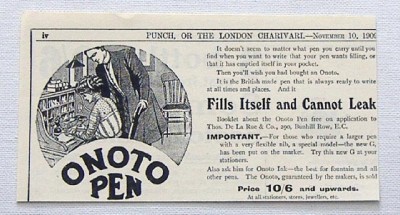 iv
PUNCH, OR THE LONDON CHARIVARI.—NOVEMBER 10, 190
It doesn't seem to matter what pen you carry until you
find when you want to write that your pen wants filling, or
that it has emptied itself in your pocket.
Then you'll wish you had bought an Onoto.
It is the British made pen that is always ready to write
at all times and places. And it
Fills Itself and Cannot Leak
Booklet about the Onoto Pen free on application to
Thos. De La Rue & Co., 290, Bunhill Row, E.C.
IMPORTANT.—For those who require a larger pen
with a very flexible nib, a special model—the new G,
has been put on the market. Try this new G at your
stationers.
Also ask him for Onoto Ink—the best for fountain and all
other pens. The Onoto, guaranteed by the makers, is sold
Price 10/6 and upwards.
At all stationers, stores, jewellers, etc.
ONOTO
PEN